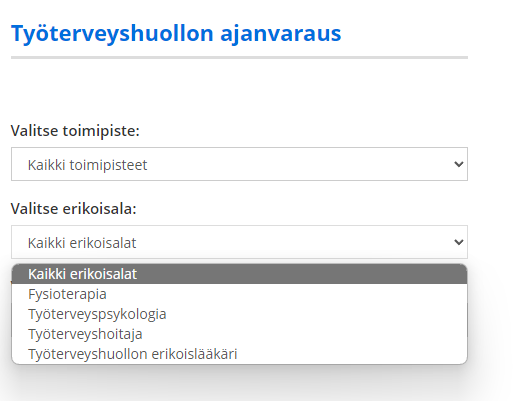 Työterveyshuollon ajanvaraus
Valitse toimipiste:
Kaikki toimipisteet
Valitse erikoisala:
Kaikki erikoisalat
Kaikki erikoisalat
Fysioterapia
Työterveyspsykologia
Työterveyshoitaja
Työterveyshuollon erikoislääkäri